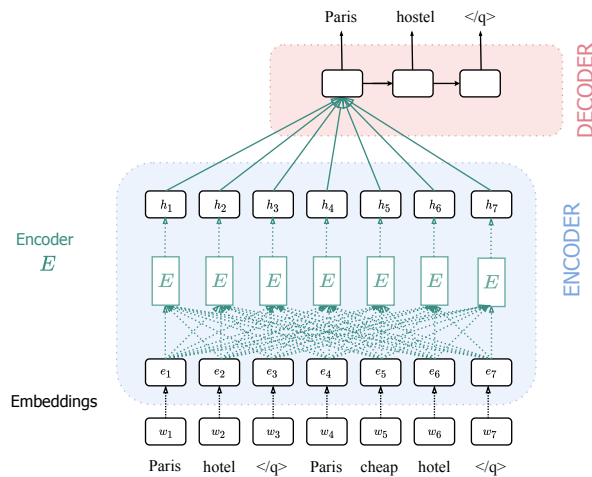 Paris hostel </q>
DECODER
h1 h2 h3 h4 h5 h6 h7
ENCODER
Encoder
E
E E E E E E E
e1 e2 e3 e4 e5 e6 e7
Embeddings
w1 w2 w3 w4 w5 w6 w7
Paris hotel </q> Paris cheap hotel </q>